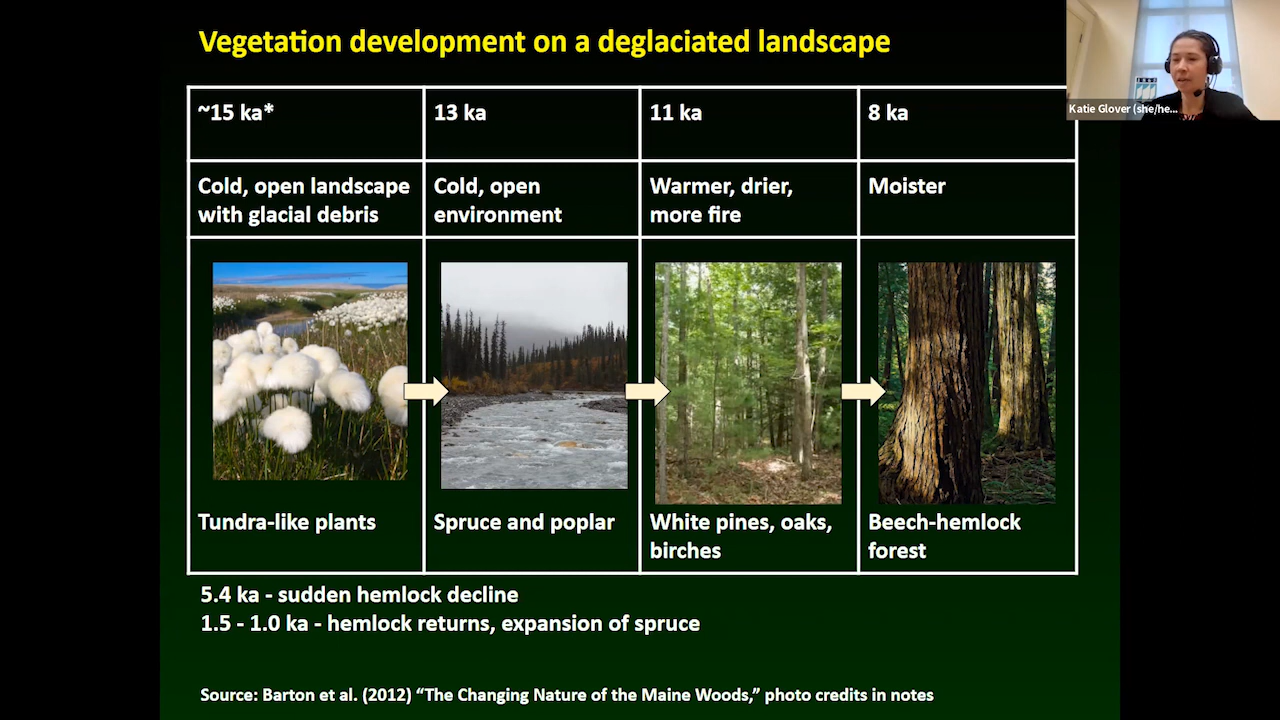 Vegetation development on a deglaciated landscape
Katie Glover (she/he...
~15 ka*
13 ka
11 ka
8 ka
Cold, open landscape
with glacial debris
Cold, open
environment
Warmer, drier,
more fire
Moister
Tundra-like plants
Spruce and poplar
White pines, oaks,
birches
Beech-hemlock
forest
5.4 ka - sudden hemlock decline
1.5 - 1.0 ka - hemlock returns, expansion of spruce
Source: Barton et al. (2012) “The Changing Nature of the Maine Woods,” photo credits in notes